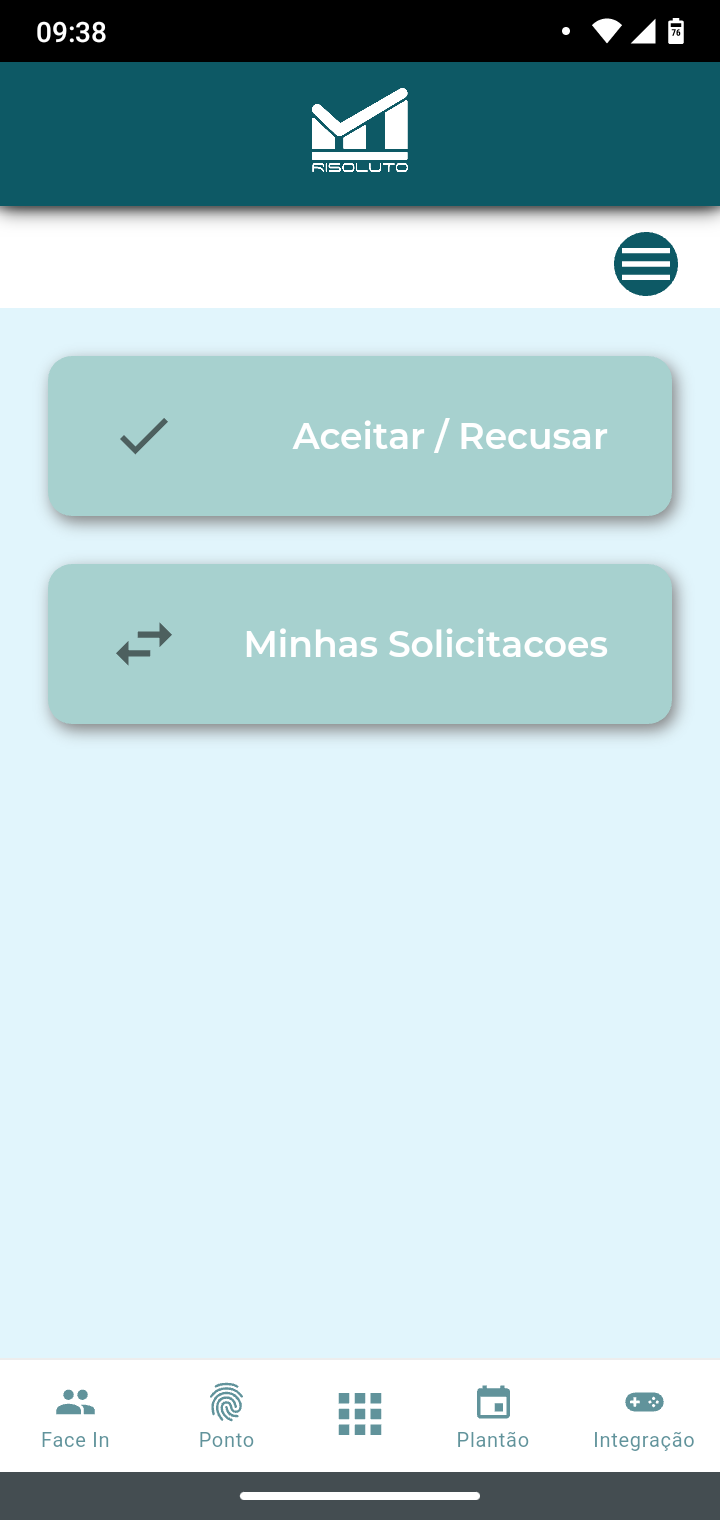 09:38
76
RISOLUTO
Aceitar / Recusar
Minhas Solicitacoes
Face In
Ponto
Plantão
Integração